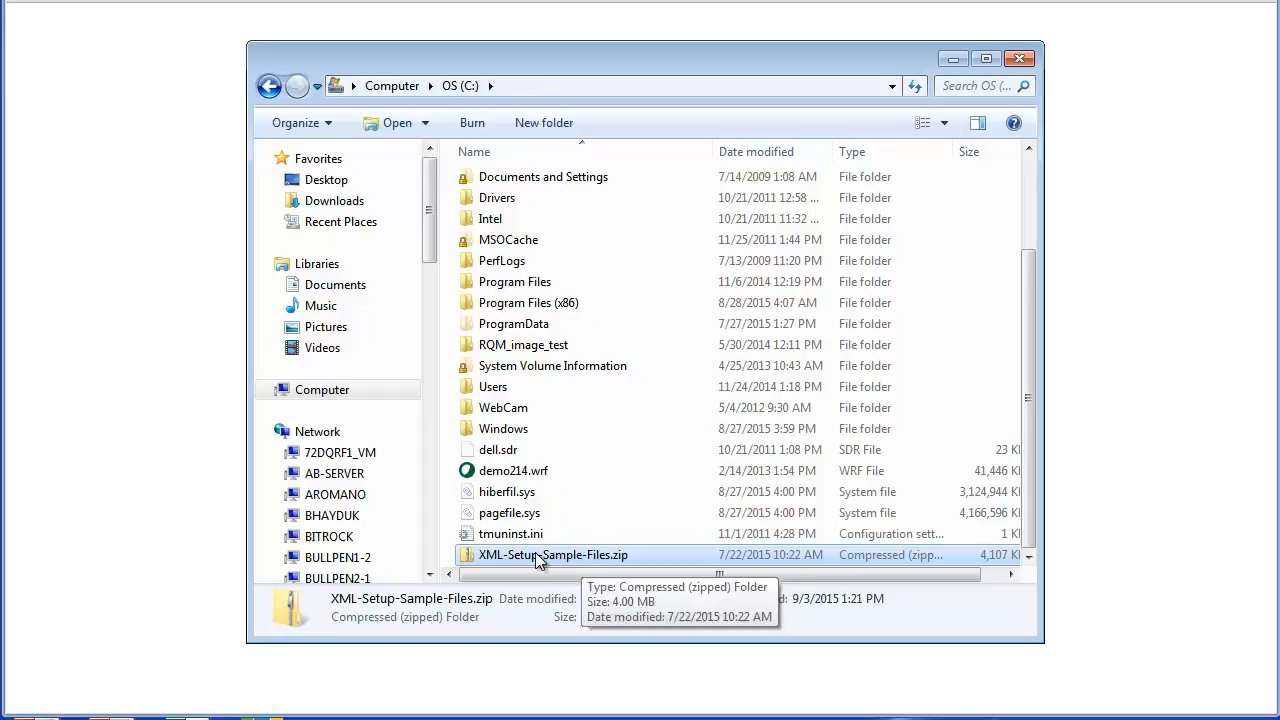 Computer OS (C:) Search OS (...
Organize Open Burn New folder
Favorites
Desktop
Downloads
Recent Places
Libraries
Documents
Music
Pictures
Videos
Computer
Network
72DQRF1_VM
AB-SERVER
AROMANO
BHAYDUK
BITROCK
BULLPEN1-2
BULLPEN2-1
Name Date modified Type Size
Documents and Settings 7/14/2009 1:08 AM File folder
Drivers 10/21/2011 12:58 ... File folder
Intel 10/21/2011 11:32 ... File folder
MSOCache 11/25/2011 1:44 PM File folder
PerfLogs 7/13/2009 11:20 PM File folder
Program Files 11/6/2014 12:19 PM File folder
Program Files (x86) 8/28/2015 4:07 AM File folder
ProgramData 7/27/2015 1:27 PM File folder
RQM_image_test 5/30/2014 12:11 PM File folder
System Volume Information 4/25/2013 10:43 AM File folder
Users 11/24/2014 1:18 PM File folder
WebCam 5/4/2012 9:30 AM File folder
Windows 8/27/2015 3:59 PM File folder
dell.sdr 10/21/2011 1:08 PM SDR File 23 K
demo214.wrf 2/14/2013 1:54 PM WRF File 41,446 K
hiberfil.sys 8/27/2015 4:00 PM System file 3,124,944 K
pagefile.sys 8/27/2015 4:00 PM System file 4,166,596 K
tmuninst.ini 11/1/2011 4:28 PM Configuration sett... 1 K
XML-Setup-Sample-Files.zip 7/22/2015 10:22 AM Compressed (zipp... 4,107 K
Type: Compressed (zipped) Folder
Size: 4.00 MB
Date modified: 7/22/2015 10:22 AM
XML-Setup-Sample-Files.zip Date modified: d: 9/3/2015 1:21 PM
Compressed (zipped) Folder Size: